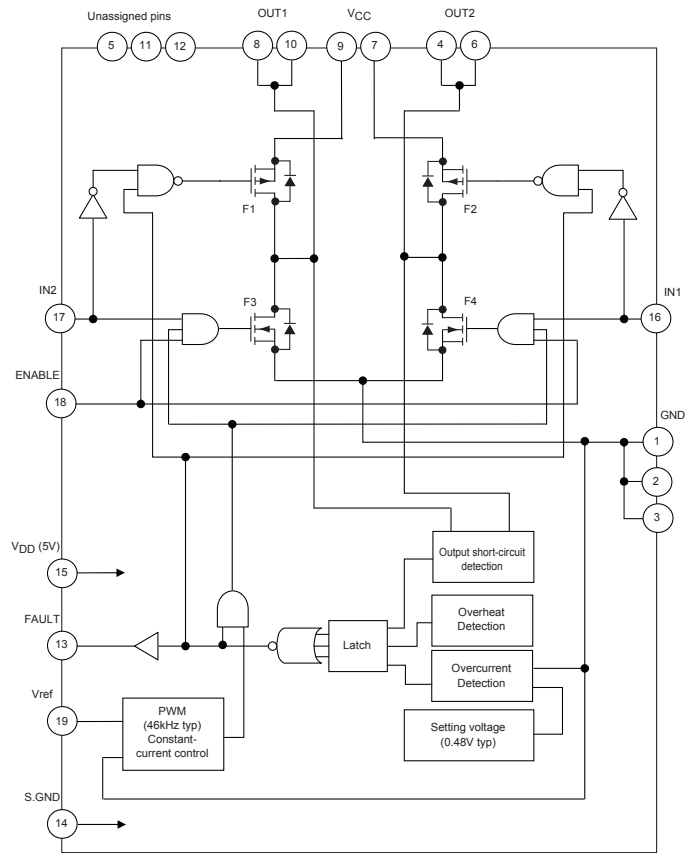 Unassigned pins
OUT1
VCC
OUT2
5
11
12
8
10
9
7
4
6
F1
F2
IN2
F3
F4
IN1
17
16
ENABLE
18
GND
1
2
3
VDD (5V)
15
Output short-circuit
detection
FAULT
13
Latch
Overheat
Detection
Overcurrent
Detection
Vref
19
PWM
(46kHz typ)
Constant-
current control
Setting voltage
(0.48V typ)
S.GND
14